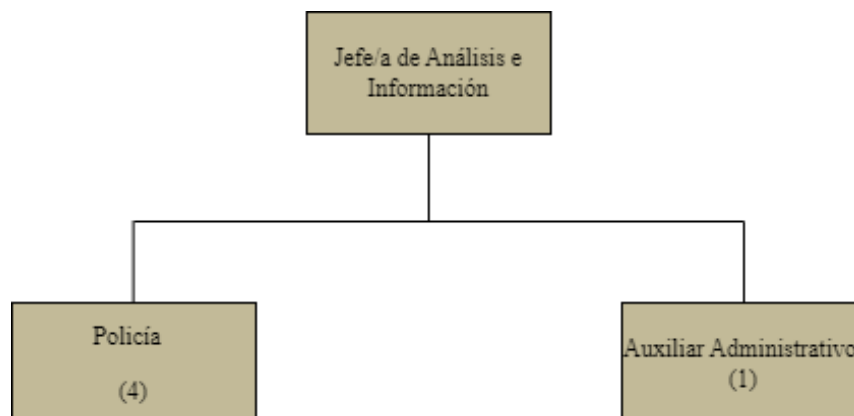 Jefe/a de Análisis e
Información
Policía
(4)
Auxiliar Administrativo
(1)